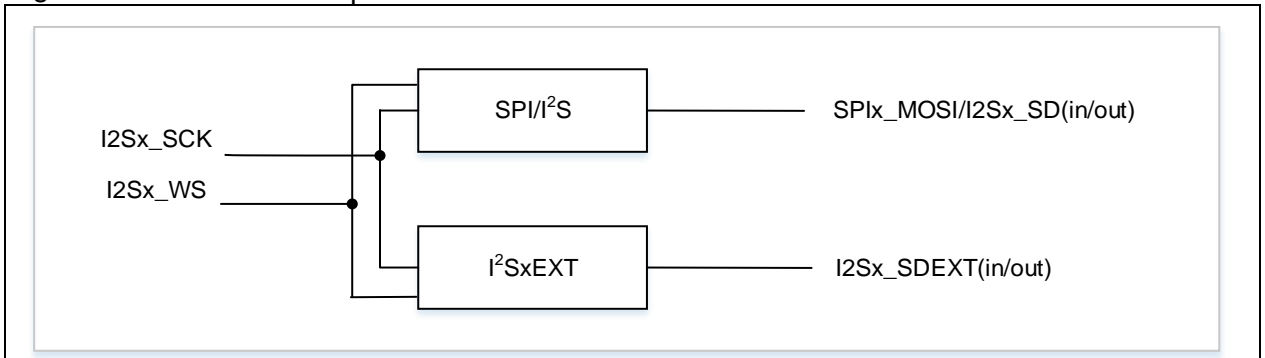 SPI/I²S
SPIx_MOSI/I2Sx_SD(in/out)
I2Sx_SCK
I2Sx_WS
I²SxEXT
I2Sx_SDEXT(in/out)